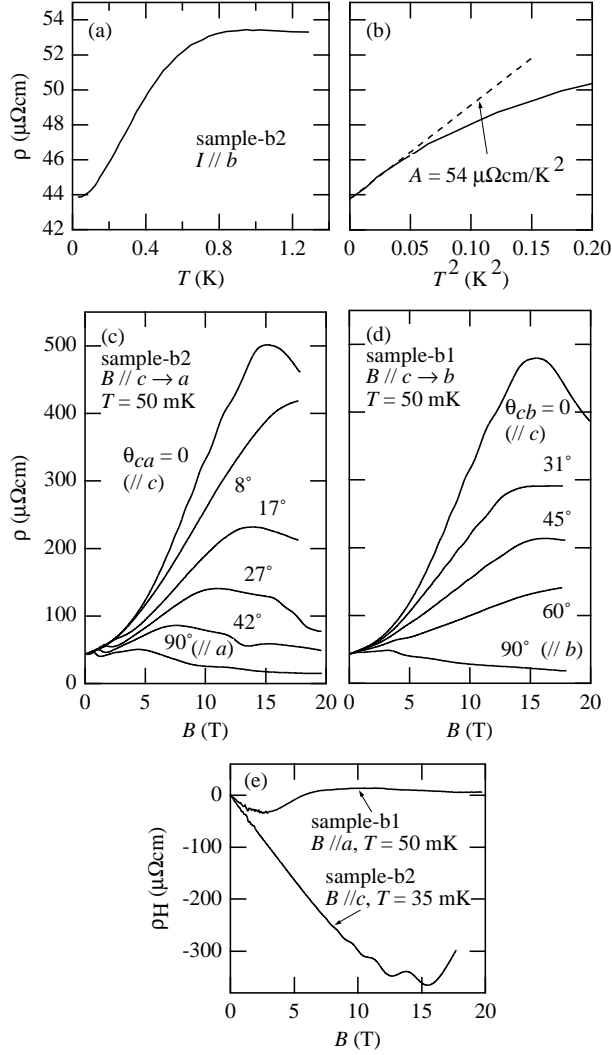 (a)
ρ (μΩcm)
54
52
50
48
46
44
42
sample-b2
I // b
0
0.4
0.8
1.2
T (K)
(b)
A = 54 μΩcm/K²
0
0.05
0.10
0.15
0.20
T² (K²)
(c)
sample-b2
B // c → a
T = 50 mK
ρ (μΩcm)
500
400
300
200
100
0
θca = 0
(// c)
8°
17°
27°
42°
90° (// a)
0
5
10
15
20
B (T)
(d)
sample-b1
B // c → b
T = 50 mK
θcb = 0
(// c)
31°
45°
60°
90° (// b)
0
5
10
15
20
B (T)
(e)
ρH (μΩcm)
0
-100
-200
-300
sample-b1
B //a, T = 50 mK
sample-b2
B //c, T = 35 mK
0
5
10
15
20
B (T)